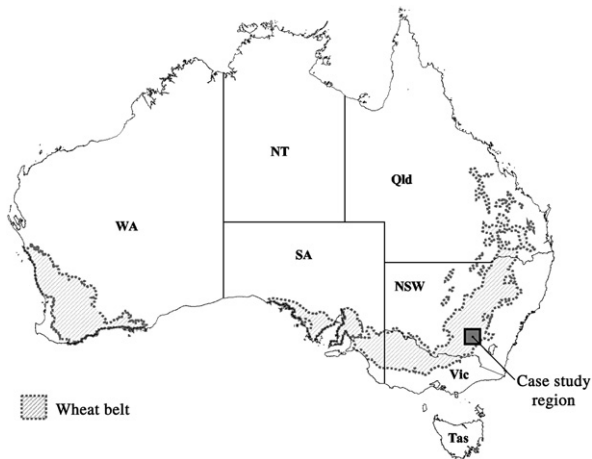 NT
Qld
WA
SA
NSW
Vic
Case study
region
Wheat belt
Tas